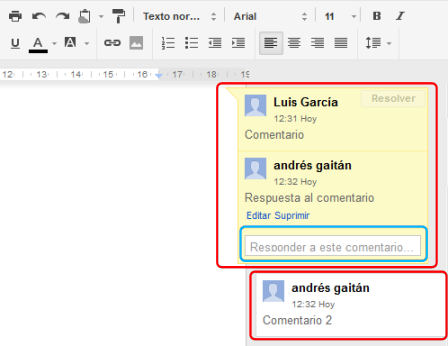 Texto nor... Arial 11 B I
U A A
12 13 14 15 16 17 18 19
Luis García Resolver
12:31 Hoy
Comentario
andrés gaitán
12:32 Hoy
Respuesta al comentario
Editar Suprimir
Responder a este comentario...
andrés gaitán
12:32 Hoy
Comentario 2